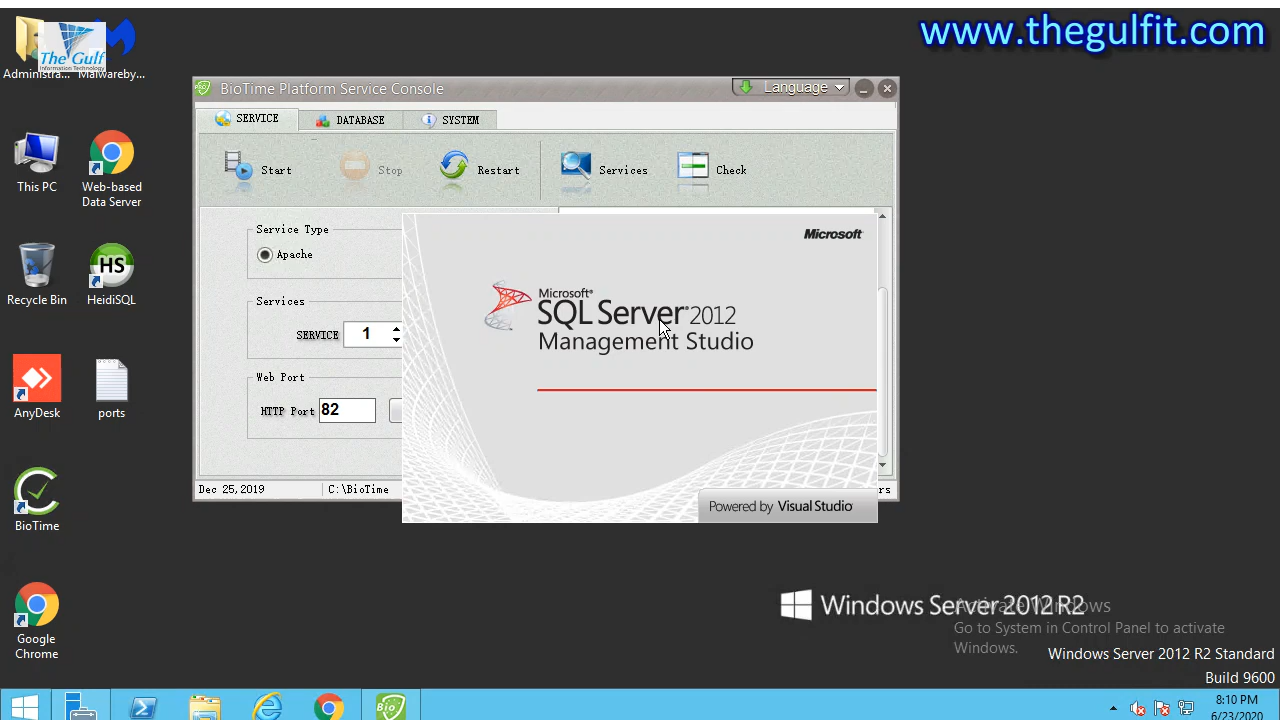 www.thegulfit.com
The Gulf
Information Technology
Administra...
Malwareby...
This PC
Web-based
Data Server
Recycle Bin
HeidiSQL
HS
AnyDesk
ports
BioTime
Google
Chrome
BioTime Platform Service Console
Language
SERVICE
DATABASE
SYSTEM
Start
Stop
Restart
Services
Check
Service Type
Apache
Services
SERVICE 1
Web Port
HTTP Port 82
Dec 25,2019
C:\BioTime
rs
Microsoft
Microsoft®
SQL Server® 2012
Management Studio
Powered by Visual Studio
Windows Server 2012 R2
Activate Windows
Go to System in Control Panel to activate
Windows.
Windows Server 2012 R2 Standard
Build 9600
Bio
8:10 PM
6/23/2020